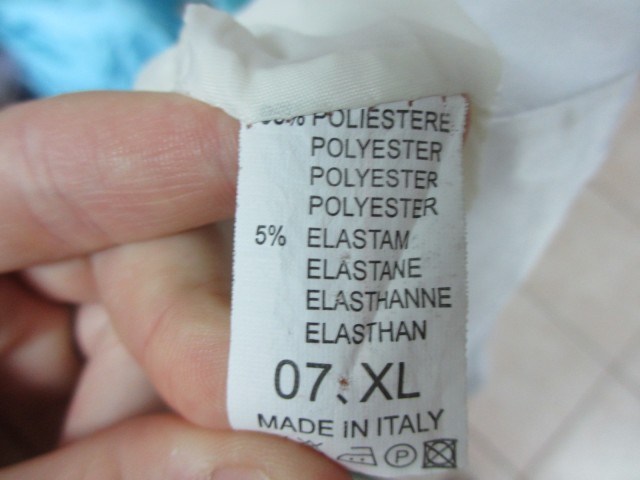 POLIESTERE
POLYESTER
POLYESTER
POLYESTER
5% ELASTAM
ELASTANE
ELASTHANNE
ELASTHAN
07、XL
MADE IN ITALY
P